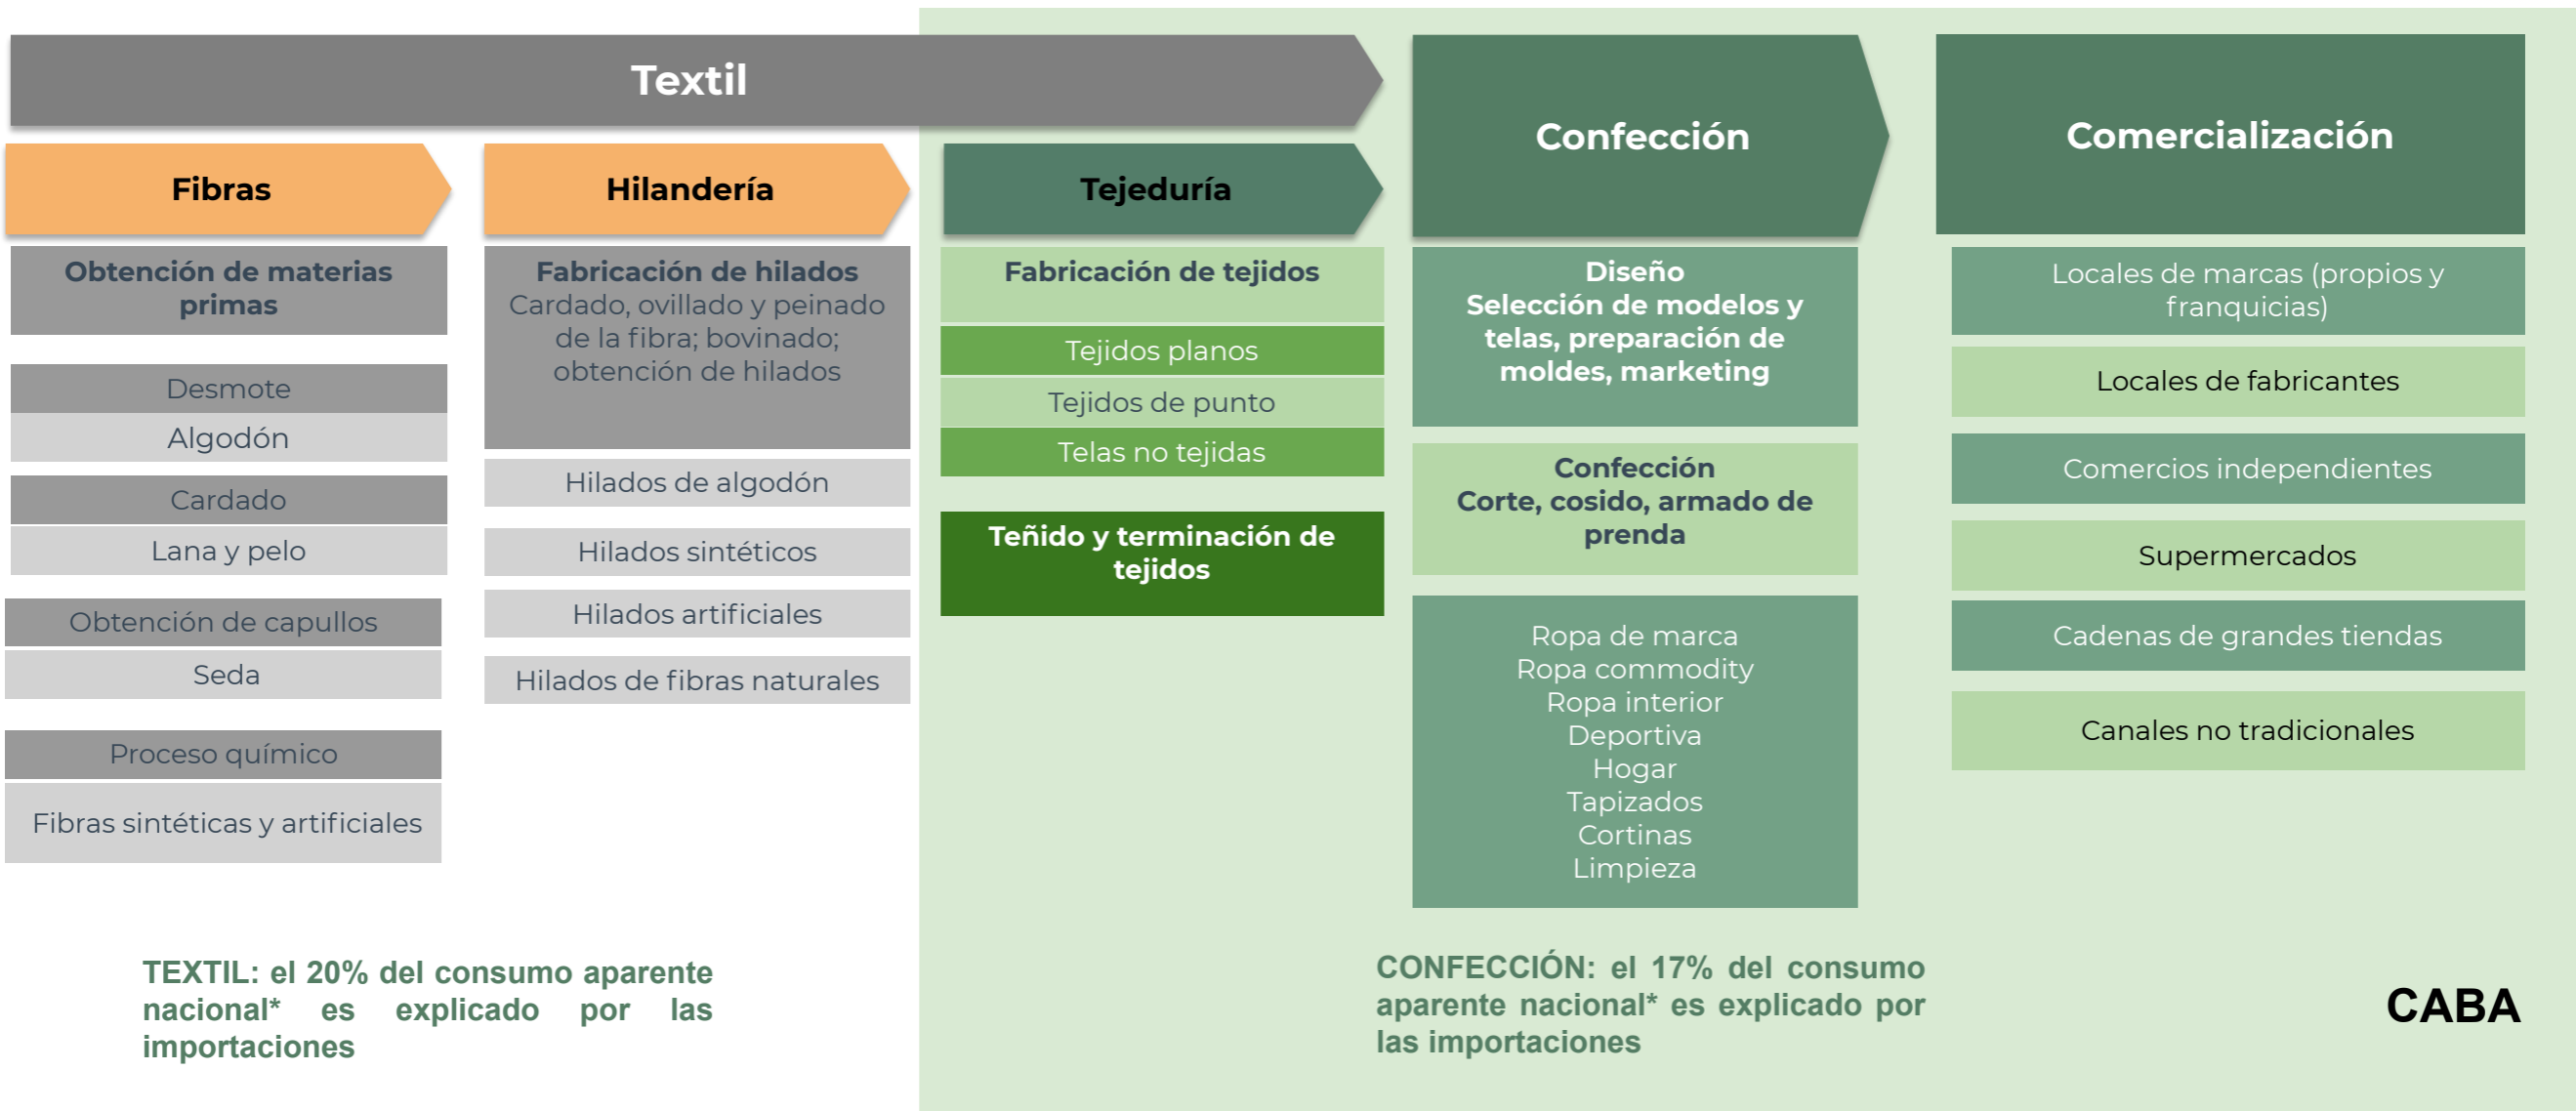 Textil
Fibras
Obtención de materias
primas
Desmote
Algodón
Cardado
Lana y pelo
Obtención de capullos
Seda
Proceso químico
Fibras sintéticas y artificiales
Hilandería
Fabricación de hilados
Cardado, ovillado y peinado
de la fibra; bovinado;
obtención de hilados
Hilados de algodón
Hilados sintéticos
Hilados artificiales
Hilados de fibras naturales
Tejeduría
Fabricación de tejidos
Tejidos planos
Tejidos de punto
Telas no tejidas
Teñido y terminación de
tejidos
Confección
Diseño
Selección de modelos y
telas, preparación de
moldes, marketing
Confección
Corte, cosido, armado de
prenda
Ropa de marca
Ropa commodity
Ropa interior
Deportiva
Hogar
Tapizados
Cortinas
Limpieza
Comercialización
Locales de marcas (propios y
franquicias)
Locales de fabricantes
Comercios independientes
Supermercados
Cadenas de grandes tiendas
Canales no tradicionales
TEXTIL: el 20% del consumo aparente
nacional* es explicado por las
importaciones
CONFECCIÓN: el 17% del consumo
aparente nacional* es explicado por
las importaciones
CABA